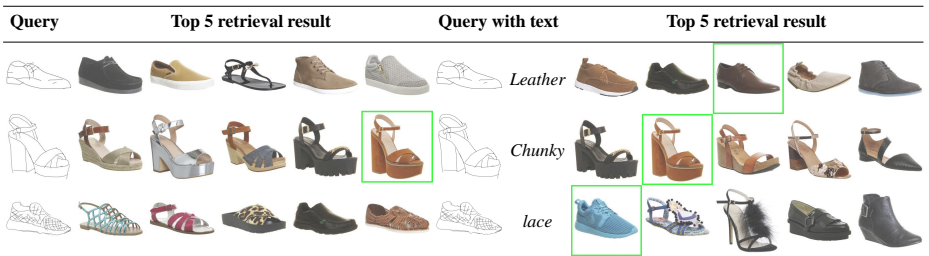 Query Top 5 retrieval result Query with text Top 5 retrieval result
Leather
Chunky
lace